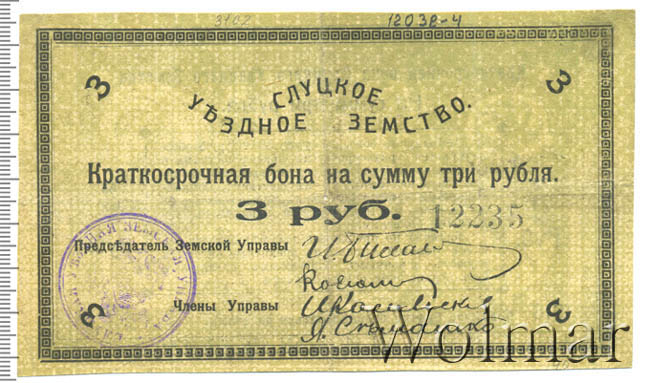 3162 12038-4
3 3
СЛУЦКОЕ
УѢЗДНОЕ ЗЕМСТВО.
Краткосрочная бона на сумму три рубля.
3 руб. 12235
Предсѣдатель Земской Управы
Члены Управы
3 3
Wolmar